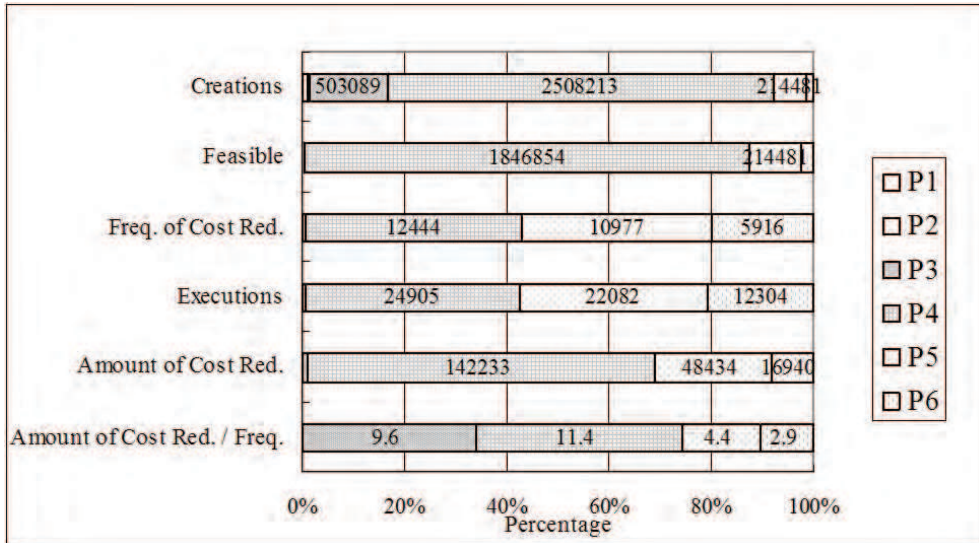 Creations 503089 2508213 214481
Feasible 1846854 214481
Freq. of Cost Red. 12444 10977 5916
Executions 24905 22082 12304
Amount of Cost Red. 142233 48434 16940
Amount of Cost Red. / Freq. 9.6 11.4 4.4 2.9
0% 20% 40% 60% 80% 100%
Percentage
P1
P2
P3
P4
P5
P6